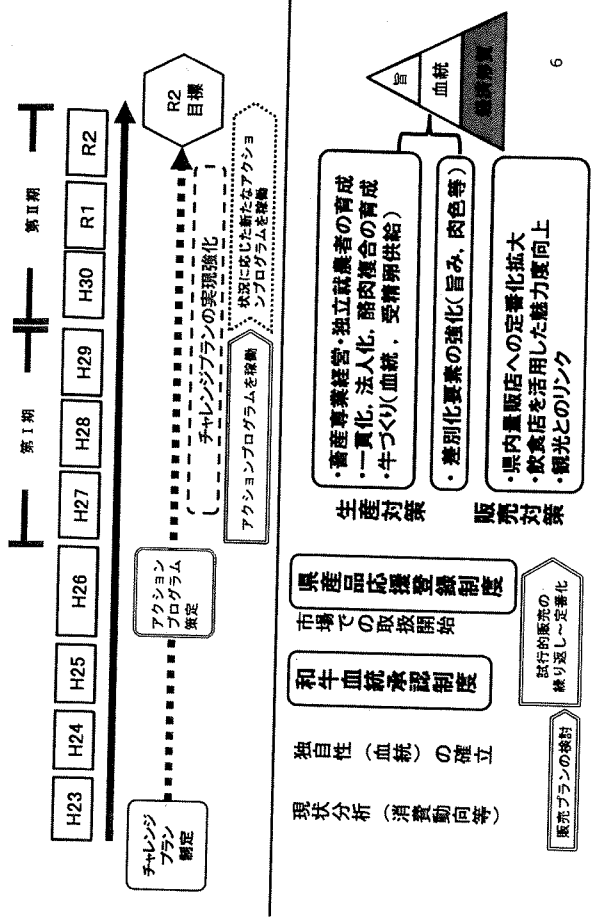 第Ⅰ期
第Ⅱ期
H23
H24
H25
H26
H27
H28
H29
H30
R1
R2
チャレンジ
プラン
制定
アクション
プログラム
策定
チャレンジプランの実現強化
R2
目標
アクションプログラムを稼働
状況に応じた新たなアクショ
ンプログラムを稼働
現状分析(消費動向等)
独自性(血統)の確立
和牛血統承認制度
市場での取扱開始
県産品応援登録制度
販売プランの検討
試行的販売の
繰り返し~定番化
生産対策
・畜産専業経営・独立就農者の育成
・一貫化,法人化,酪肉複合の育成
・牛づくり(血統,受精卵供給)
・差別化要素の強化(旨み,肉色等)
販売対策
・県内量販店への定番化拡大
・飲食店を活用した魅力度向上
・観光とのリンク
旨
血統
6